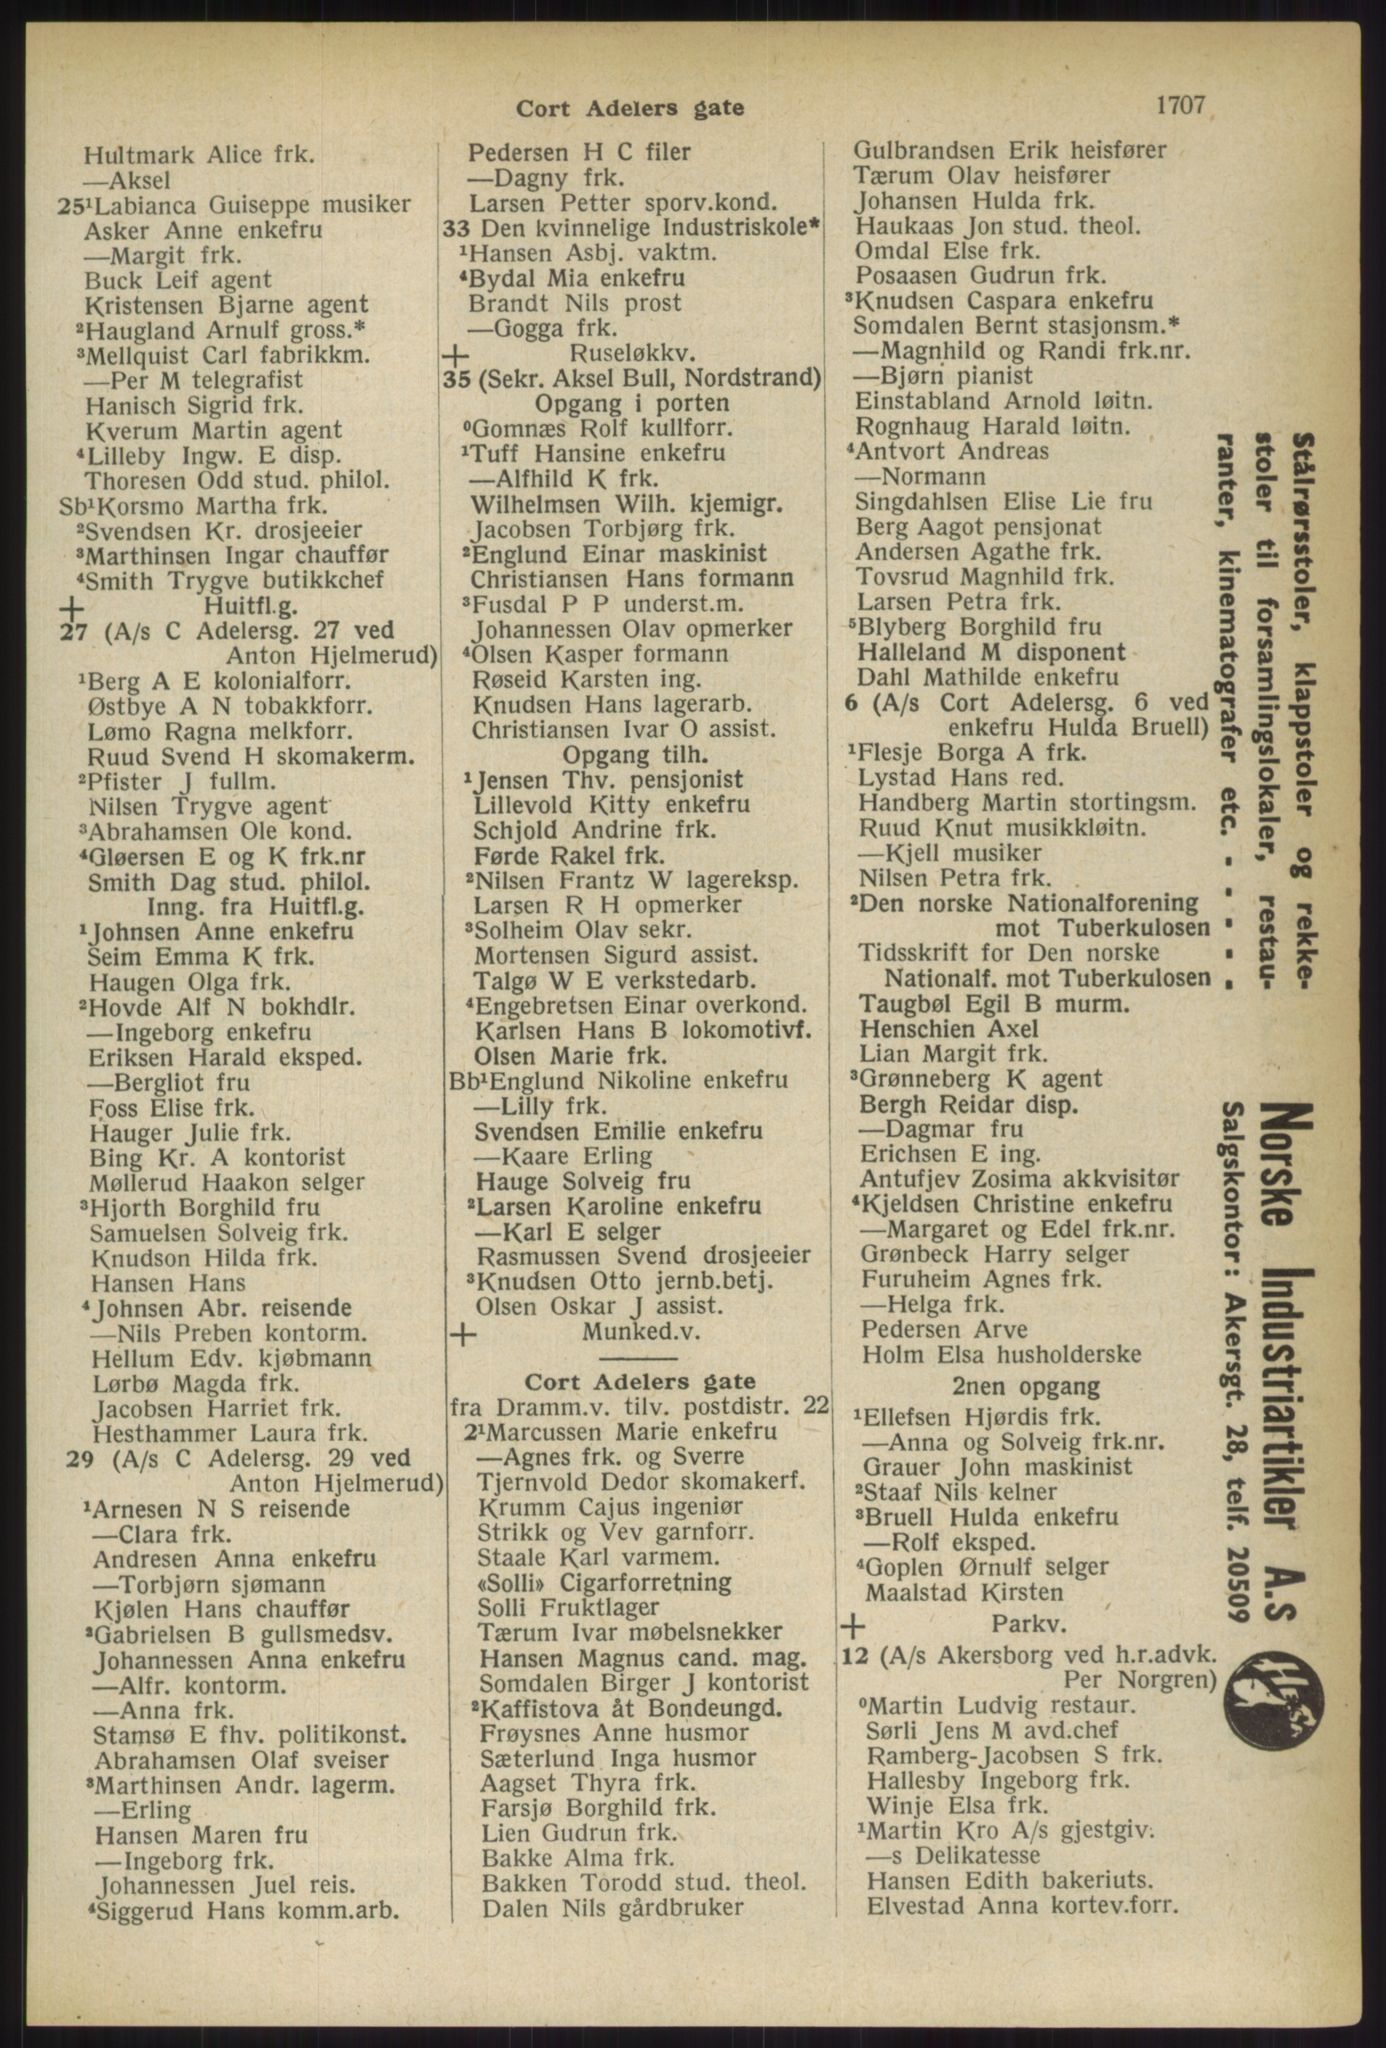 Cort Adelers gate
1707
Hultmark Alice frk.
—Aksel
25¹Labianca Guiseppe musiker
Asker Anne enkefru
—Margit frk.
Buck Leif agent
Kristensen Bjarne agent
²Haugland Arnulf gross.*
³Mellquist Carl fabrikkm.
—Per M telegrafist
Hanisch Sigrid frk.
Kverum Martin agent
⁴Lilleby Ingw. E disp.
Thoresen Odd stud. philol.
Sb¹Korsmo Martha frk.
²Svendsen Kr. drosjeeier
³Marthinsen Ingar chauffør
⁴Smith Trygve butikkchef
+ Huitfl.g.
27 (A/s C Adelersg. 27 ved
Anton Hjelmerud)
¹Berg A E kolonialforr.
Østbye A N tobakkforr.
Lømo Ragna melkforr.
Ruud Svend H skomakerm.
²Pfister J fullm.
Nilsen Trygve agent
³Abrahamsen Ole kond.
⁴Gløersen E og K frk.nr
Smith Dag stud. philol.
Inng. fra Huitfl.g.
¹Johnsen Anne enkefru
Seim Emma K frk.
Haugen Olga frk.
²Hovde Alf N bokhdlr.
—Ingeborg enkefru
Eriksen Harald eksped.
—Bergliot fru
Foss Elise frk.
Hauger Julie frk.
Bing Kr. A kontorist
Møllerud Haakon selger
³Hjorth Borghild fru
Samuelsen Solveig frk.
Knudson Hilda frk.
Hansen Hans
⁴Johnsen Abr. reisende
—Nils Preben kontorm.
Hellum Edv. kjøbmann
Lørbø Magda frk.
Jacobsen Harriet frk.
Hesthammer Laura frk.
29 (A/s C Adelersg. 29 ved
Anton Hjelmerud)
¹Arnesen N S reisende
—Clara frk.
Andresen Anna enkefru
—Torbjørn sjømann
Kjølen Hans chauffør
²Gabrielsen B gullsmedsv.
Johannessen Anna enkefru
—Alfr. kontorm.
—Anna frk.
Stamsø E fhv. politikonst.
Abrahamsen Olaf sveiser
³Marthinsen Andr. lagerm.
—Erling
Hansen Maren fru
—Ingeborg frk.
Johannessen Juel reis.
⁴Siggerud Hans komm.arb.
Pedersen H C filer
—Dagny frk.
Larsen Petter sporv.kond.
33 Den kvinnelige Industriskole*
¹Hansen Asbj. vaktm.
⁴Bydal Mia enkefru
Brandt Nils prost
—Gogga frk.
+ Ruseløkkv.
35 (Sekr. Aksel Bull, Nordstrand)
Opgang i porten
⁰Gomnæs Rolf kullforr.
¹Tuff Hansine enkefru
—Alfhild K frk.
Wilhelmsen Wilh. kjemigr.
Jacobsen Torbjørg frk.
²Englund Einar maskinist
Christiansen Hans formann
³Fusdal P P underst.m.
Johannessen Olav opmerker
⁴Olsen Kasper formann
Røseid Karsten ing.
Knudsen Hans lagerarb.
Christiansen Ivar O assist.
Opgang tilh.
¹Jensen Thv. pensjonist
Lillevold Kitty enkefru
Schjold Andrine frk.
Førde Rakel frk.
²Nilsen Frantz W lagereksp.
Larsen R H opmerker
³Solheim Olav sekr.
Mortensen Sigurd assist.
Talgø W E verkstedarb.
⁴Engebretsen Einar overkond.
Karlsen Hans B lokomotivf.
Olsen Marie frk.
Bb¹Englund Nikoline enkefru
—Lilly frk.
Svendsen Emilie enkefru
—Kaare Erling
Hauge Solveig fru
²Larsen Karoline enkefru
—Karl E selger
Rasmussen Svend drosjeeier
³Knudsen Otto jernb.betj.
Olsen Oskar J assist.
+ Munked.v.
Cort Adelers gate
fra Dramm.v. tilv. postdistr. 22
2¹Marcussen Marie enkefru
—Agnes frk. og Sverre
Tjernvold Dedor skomakerf.
Krumm Cajus ingeniør
Strikk og Vev garnforr.
Staale Karl varmem.
«Solli» Cigarforretning
Solli Fruktlager
Tærum Ivar møbelsnekker
Hansen Magnus cand. mag.
Somdalen Birger J kontorist
²Kaffistova åt Bondeungd.
Frøysnes Anne husmor
Sæterlund Inga husmor
Aagset Thyra frk.
Farsjø Borghild frk.
Lien Gudrun frk.
Bakke Alma frk.
Bakken Torodd stud. theol.
Dalen Nils gårdbruker
Gulbrandsen Erik heisfører
Tærum Olav heisfører
Johansen Hulda frk.
Haukaas Jon stud. theol.
Omdal Else frk.
Posaasen Gudrun frk.
³Knudsen Caspara enkefru
Somdalen Bernt stasjonsm.*
—Magnhild og Randi frk.nr.
—Bjørn pianist
Einstabland Arnold løitn.
Rognhaug Harald løitn.
⁴Antvort Andreas
—Normann
Singdahlsen Elise Lie fru
Berg Aagot pensjonat
Andersen Agathe frk.
Tovsrud Magnhild frk.
Larsen Petra frk.
⁵Blyberg Borghild fru
Halleland M disponent
Dahl Mathilde enkefru
6 (A/s Cort Adelersg. 6 ved
enkefru Hulda Bruell)
¹Flesje Borga A frk.
Lystad Hans red.
Handberg Martin stortingsm.
Ruud Knut musikkløitn.
—Kjell musiker
Nilsen Petra frk.
²Den norske Nationalforening
mot Tuberkulosen
Tidsskrift for Den norske
Nationalf. mot Tuberkulosen
Taugbøl Egil B murm.
Henschien Axel
Lian Margit frk.
³Grønneberg K agent
Bergh Reidar disp.
—Dagmar fru
Erichsen E ing.
Antufjev Zosima akkvisitør
⁴Kjeldsen Christine enkefru
—Margaret og Edel frk.nr.
Grønbeck Harry selger
Furuheim Agnes frk.
—Helga frk.
Pedersen Arve
Holm Elsa husholderske
2nen opgang
¹Ellefsen Hjørdis frk.
—Anna og Solveig frk.nr.
Grauer John maskinist
²Staaf Nils kelner
³Bruell Hulda enkefru
—Rolf eksped.
⁴Goplen Ørnulf selger
Maalstad Kirsten
+ Parkv.
12 (A/s Akersborg ved h.r.advk.
Per Norgren)
⁰Martin Ludvig restaur.
Sørli Jens M avd.chef
Ramberg-Jacobsen S frk.
Hallesby Ingeborg frk.
Winje Elsa frk.
¹Martin Kro A/s gjestgiv.
—s Delikatesse
Hansen Edith bakeriuts.
Elvestad Anna kortev.forr.
Stålrørsstoler, klappstoler og rekke-
stoler til forsamlingslokaler, restau-
ranter, kinematografer etc. - - - - -
Norske Industriartikler A.s
Salgskontor: Akersgt. 28, telf. 20509